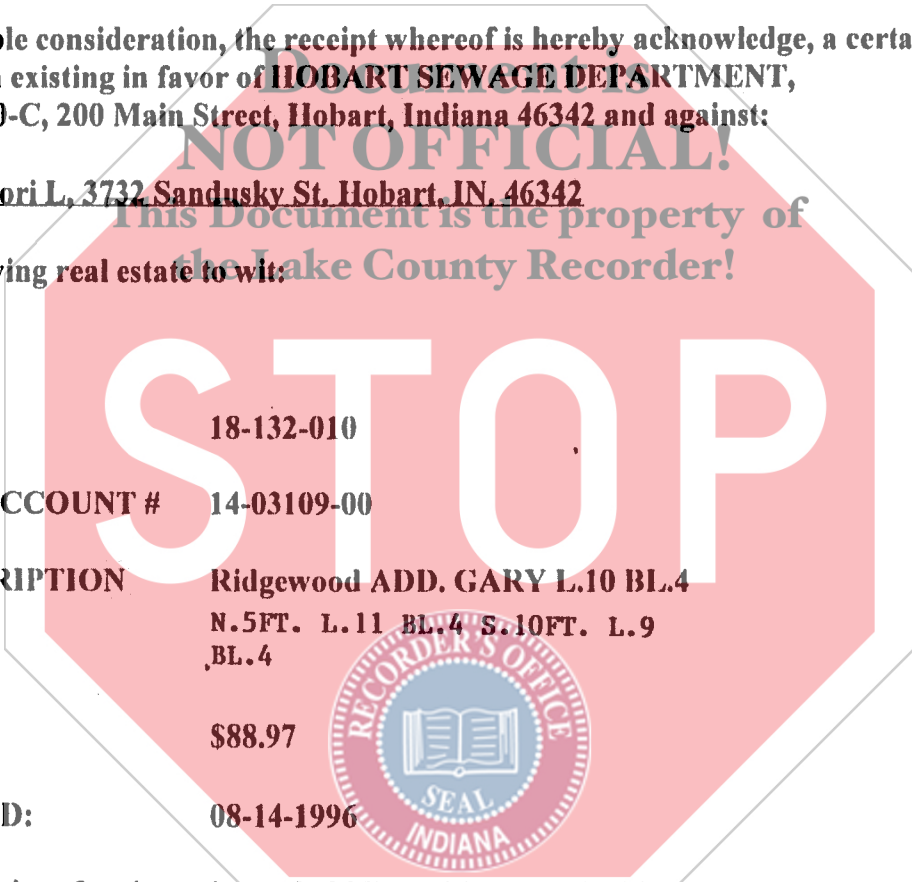 ble consideration, the receipt whereof is hereby acknowledge, a certa
existing in favor of HOBART SEWAGE DEPARTMENT,
-C, 200 Main Street, Hobart, Indiana 46342 and against:
ori L, 3732 Sandusky St. Hobart, IN. 46342
ing real estate to wit:
Document is
NOT OFFICIAL!
This Document is the property of
the Lake County Recorder!
STOP
18-132-010
CCOUNT # 14-03109-00
RIPTION Ridgewood ADD. GARY L.10 BL.4
N.5FT. L.11 BL.4 S.10FT. L.9
BL.4
$88.97
D: 08-14-1996
RECORDER'S OFFICE
SEAL
INDIANA